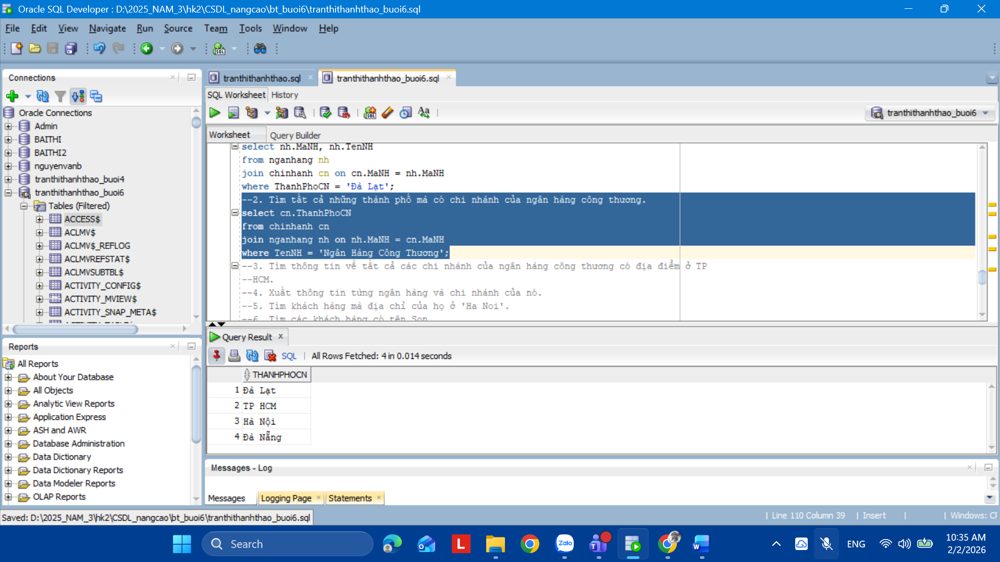 Oracle SQL Developer : D:\2025_NAM_3\hk2\CSDL_nangcao\bt_buoi6\tranthithanhthao_buoi6.sql
File Edit View Navigate Run Source Team Tools Window Help
Connections
Oracle Connections
Admin
BAITHI
BAITHI2
nguyenvanb
tranthithanhthao_buoi4
tranthithanhthao_buoi6
Tables (Filtered)
ACCESS$
ACLMV$
ACLMV$_REFLOG
ACLMVREFSTAT$
ACLMVSUBTBL$
ACTIVITY_CONFIG$
ACTIVITY_MVIEW$
ACTIVITY_SNAP_META$
Reports
All Reports
About Your Database
All Objects
Analytic View Reports
Application Express
ASH and AWR
Database Administration
Data Dictionary
Data Dictionary Reports
Data Modeler Reports
OLAP Reports
tranthithanhthao.sql
tranthithanhthao_buoi6.sql
SQL Worksheet History
tranthithanhthao_buoi6
Worksheet Query Builder
select nh.MaNH, nh.TenNH
from nganhang nh
join chinhanh cn on cn.MaNH = nh.MaNH
where ThanhPhoCN = 'Đà Lạt';
--2. Tìm tất cả những thành phố mà có chi nhánh của ngân hàng công thương.
select cn.ThanhPhoCN
from chinhanh cn
join nganhang nh on nh.MaNH = cn.MaNH
where TenNH = 'Ngân Hàng Công Thương';
--3. Tìm thông tin về tất cả các chi nhánh của ngân hàng công thương có địa điểm ở TP
--HCM.
--4. Xuất thông tin từng ngân hàng và chi nhánh của nó.
--5. Tìm khách hàng mà địa chỉ của họ ở 'Ha Noi'.
--6. Tìm các khách hàng có tên Son
Query Result
SQL | All Rows Fetched: 4 in 0.014 seconds
THANHPHOCN
1 Đà Lạt
2 TP HCM
3 Hà Nội
4 Đà Nẵng
Messages - Log
Messages Logging Page Statements
Saved: D:\2025_NAM_3\hk2\CSDL_nangcao\bt_buoi6\tranthithanhthao_buoi6.sql
| Line 110 Column 39 | Insert | | Windows: CF
Search
L
Zalo
ENG
10:35 AM
2/2/2026